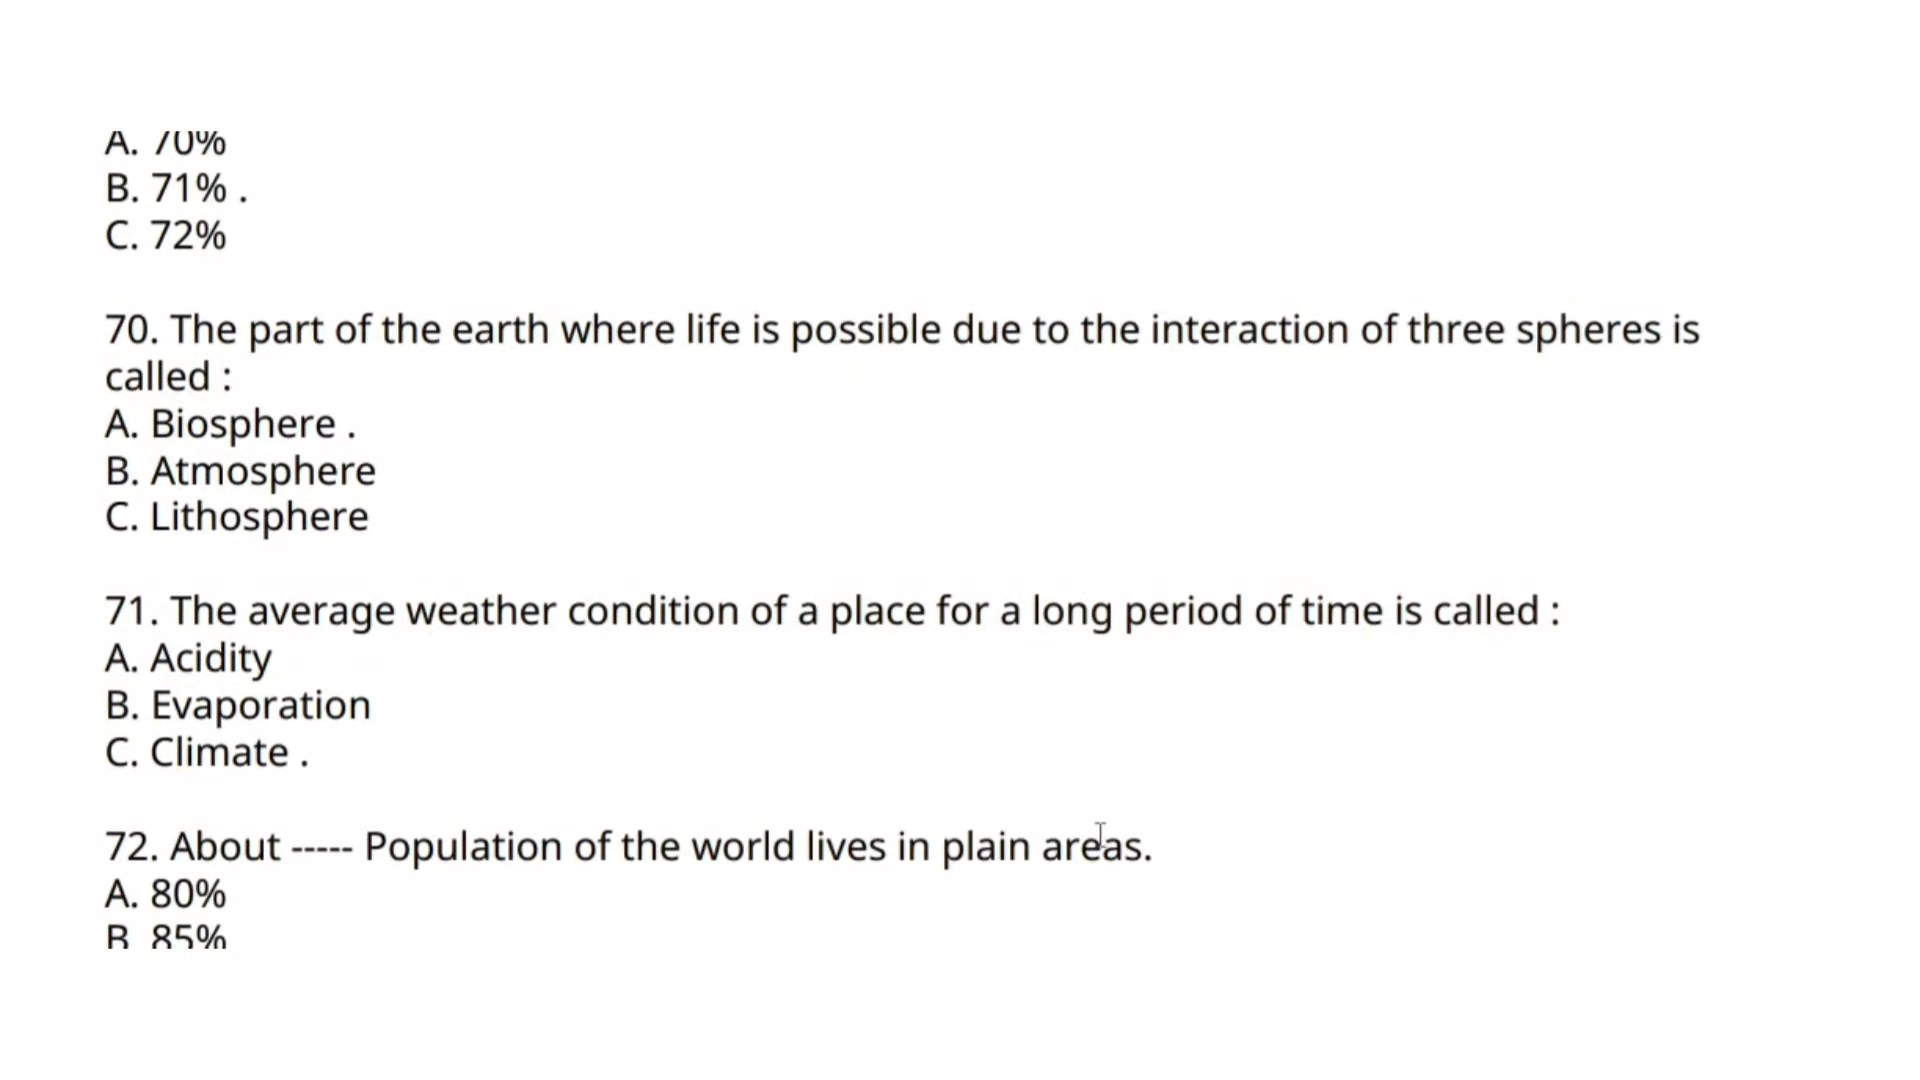 A. 70%
B. 71% .
C. 72%
70. The part of the earth where life is possible due to the interaction of three spheres is
called :
A. Biosphere .
B. Atmosphere
C. Lithosphere
71. The average weather condition of a place for a long period of time is called :
A. Acidity
B. Evaporation
C. Climate .
72. About ----- Population of the world lives in plain areas.
A. 80%
B. 85%